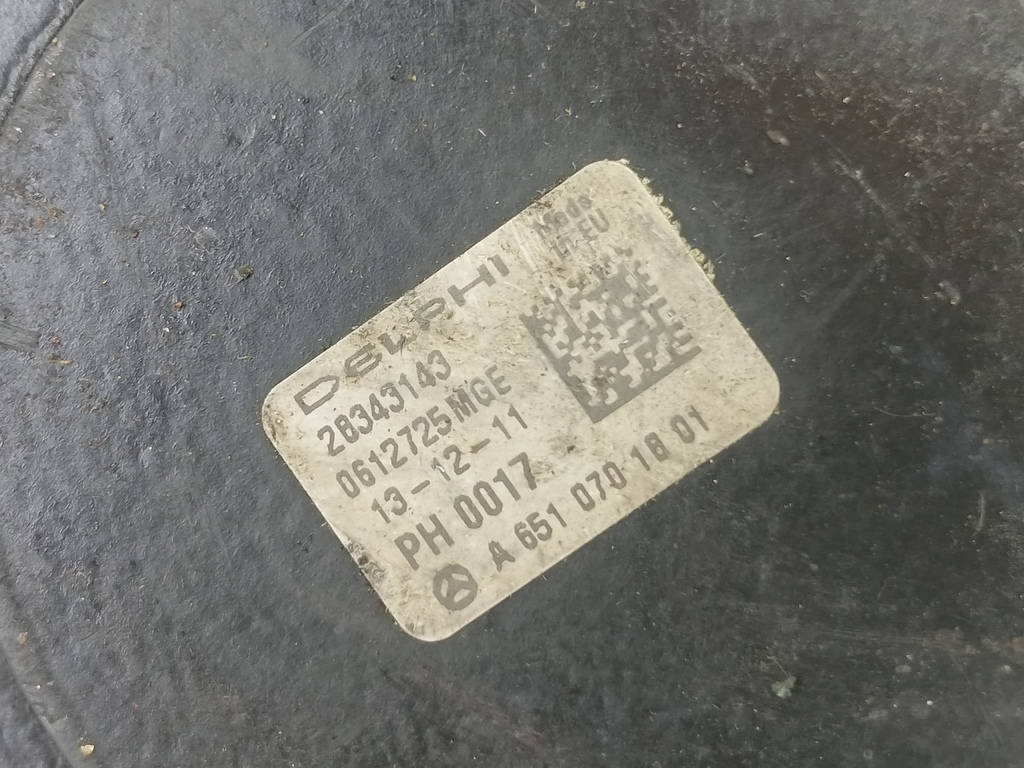 DELPHI
Made
in EU
28343143
0612725MGE
13-12-11
PH 0017
A 651 070 18 01